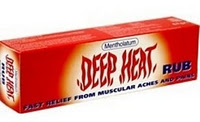 Mentholatum
DEEP HEAT
RUB
FAST RELIEF FROM MUSCULAR ACHES AND PAINS